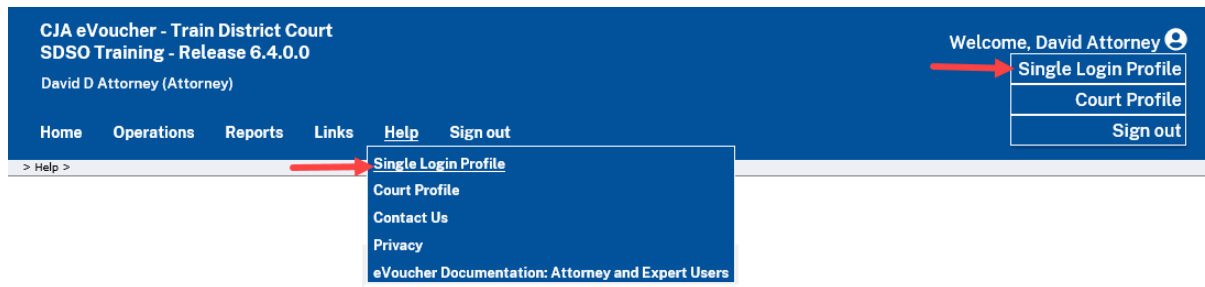 CJA eVoucher - Train District Court
SDSO Training - Release 6.4.0.0
David D Attorney (Attorney)
Welcome, David Attorney
Single Login Profile
Court Profile
Sign out
Home Operations Reports Links Help Sign out
> Help >
Single Login Profile
Court Profile
Contact Us
Privacy
eVoucher Documentation: Attorney and Expert Users